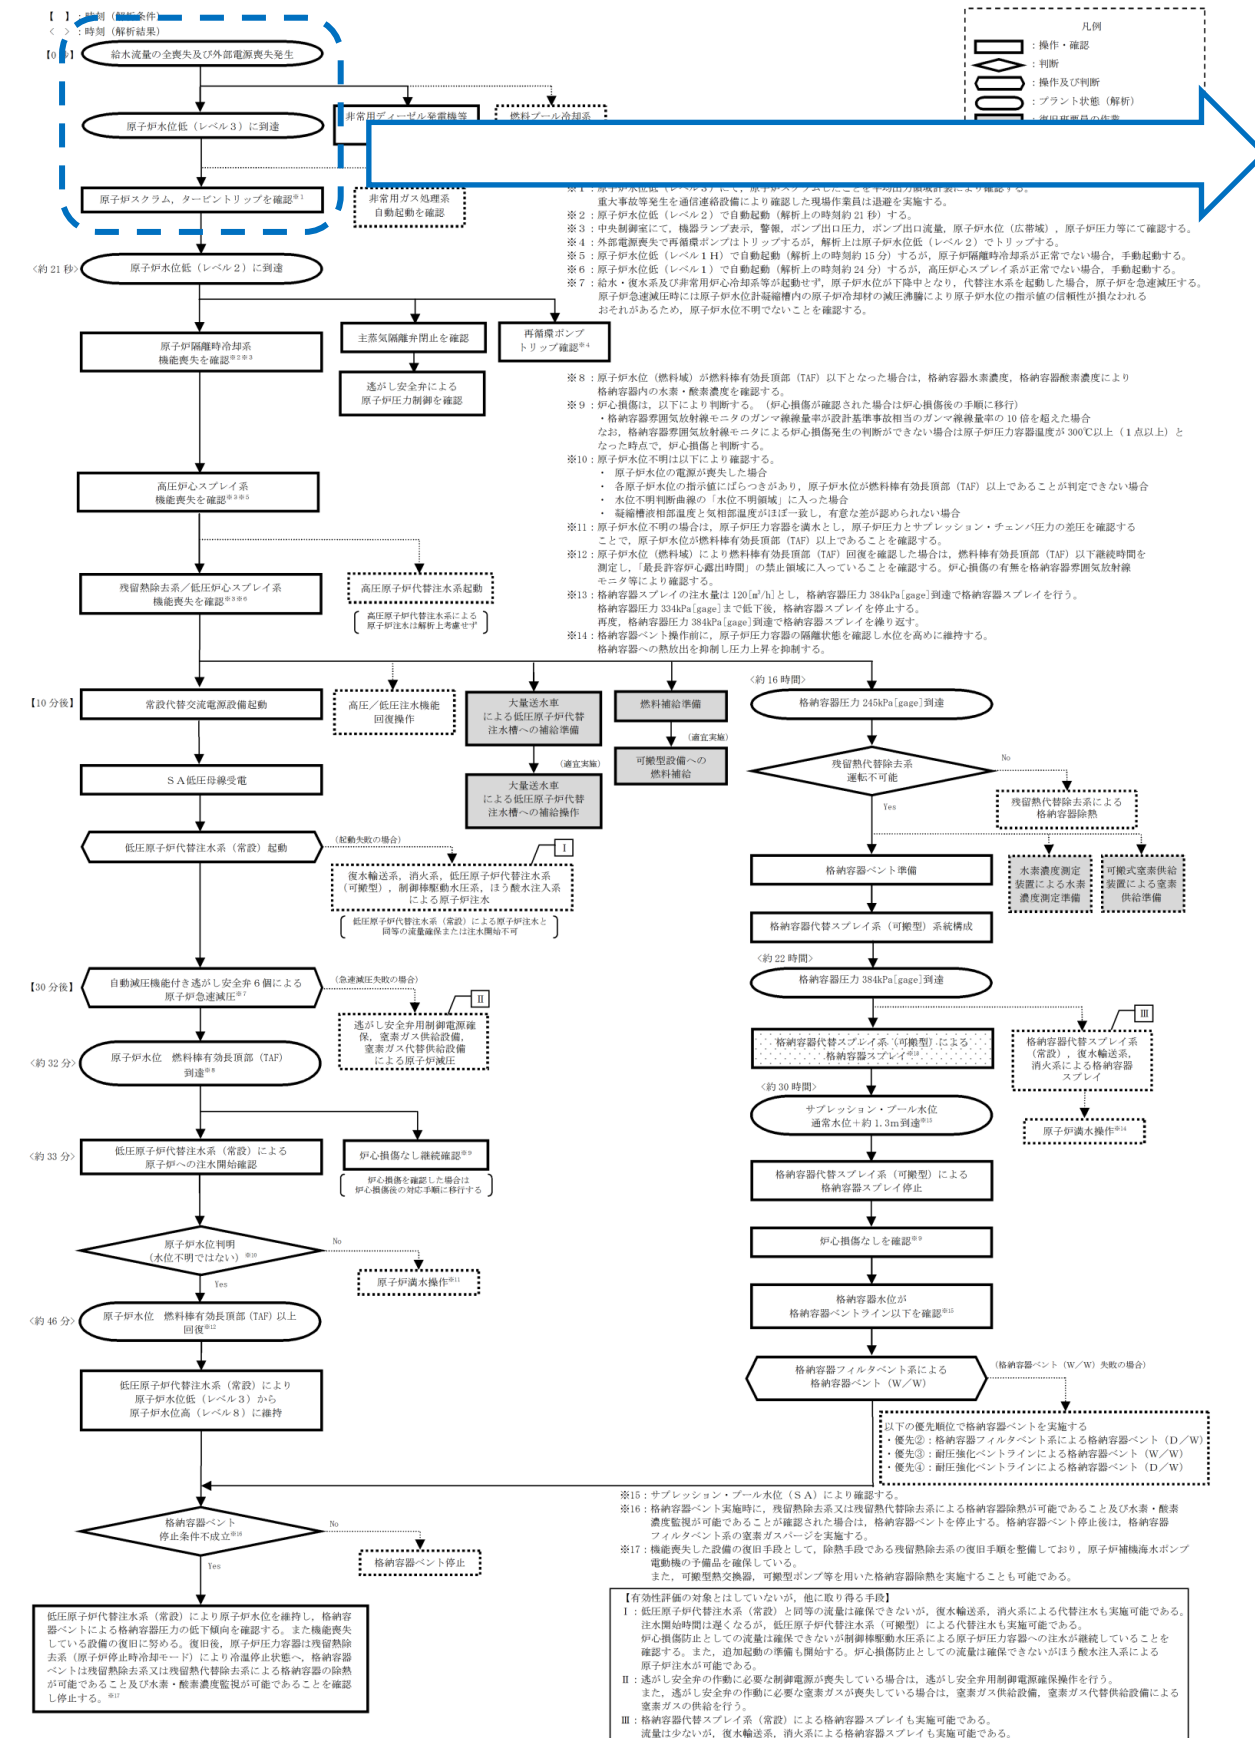 【 】：時刻（解析条件）
〈 〉：時刻（解析結果）
【0秒】
給水流量の全喪失及び外部電源喪失発生
原子炉水位低（レベル3）に到達
非常用ディーゼル発電機等
燃料プール冷却系
原子炉スクラム，タービントリップを確認※1
非常用ガス処理系
自動起動を確認
凡例
：操作・確認
：判断
：操作及び判断
：プラント状態（解析）
：復旧班要員の作業
※1：原子炉水位低（レベル3）にて，原子炉スクラムしたことを平均出力領域計装により確認する。
重大事故等発生を通信連絡設備により確認した現場作業員は退避を実施する。
※2：原子炉水位低（レベル2）で自動起動（解析上の時刻約21秒）する。
※3：中央制御室にて，機器ランプ表示，警報，ポンプ出口圧力，ポンプ出口流量，原子炉水位（広帯域），原子炉圧力等にて確認する。
※4：外部電源喪失で再循環ポンプはトリップするが，解析上は原子炉水位低（レベル2）でトリップする。
※5：原子炉水位低（レベル1H）で自動起動（解析上の時刻約15分）するが，原子炉隔離時冷却系が正常でない場合，手動起動する。
※6：原子炉水位低（レベル1）で自動起動（解析上の時刻約24分）するが，高圧炉心スプレイ系が正常でない場合，手動起動する。
※7：給水・復水系及び非常用炉心冷却系等が起動せず，原子炉水位が下降中となり，代替注水系を起動した場合，原子炉を急速減圧する。
原子炉急速減圧時には原子炉水位計凝縮槽内の原子炉冷却材の減圧沸騰により原子炉水位の指示値の信頼性が損なわれる
おそれがあるため，原子炉水位不明でないことを確認する。
〈約21秒〉
原子炉水位低（レベル2）に到達
原子炉隔離時冷却系
機能喪失を確認※2※3
主蒸気隔離弁閉止を確認
再循環ポンプ
トリップ確認※4
逃がし安全弁による
原子炉圧力制御を確認
※8：原子炉水位（燃料域）が燃料棒有効長頂部（TAF）以下となった場合は，格納容器水素濃度，格納容器酸素濃度により
格納容器内の水素・酸素濃度を確認する。
※9：炉心損傷は，以下により判断する。（炉心損傷が確認された場合は炉心損傷後の手順に移行）
・格納容器雰囲気放射線モニタのガンマ線線量率が設計基準事故相当のガンマ線線量率の10倍を超えた場合
なお，格納容器雰囲気放射線モニタによる炉心損傷発生の判断ができない場合は原子炉圧力容器温度が300℃以上（1点以上）と
なった時点で，炉心損傷と判断する。
※10：原子炉水位不明は以下により確認する。
・ 原子炉水位の電源が喪失した場合
・ 各原子炉水位の指示値にばらつきがあり，原子炉水位が燃料棒有効長頂部（TAF）以上であることが判定できない場合
・ 水位不明判断曲線の「水位不明領域」に入った場合
・ 凝縮槽液相部温度と気相部温度がほぼ一致し，有意な差が認められない場合
※11：原子炉水位不明の場合は，原子炉圧力容器を満水とし，原子炉圧力とサプレッション・チェンバ圧力の差圧を確認する
ことで，原子炉水位が燃料棒有効長頂部（TAF）以上であることを確認する。
※12：原子炉水位（燃料域）により燃料棒有効長頂部（TAF）回復を確認した場合は，燃料棒有効長頂部（TAF）以下継続時間を
測定し，「最長許容炉心露出時間」の禁止領域に入っていることを確認する。炉心損傷の有無を格納容器雰囲気放射線
モニタ等により確認する。
※13：格納容器スプレイの注水量は120[m³/h]とし，格納容器圧力384kPa[gage]到達で格納容器スプレイを行う。
格納容器圧力334kPa[gage]まで低下後，格納容器スプレイを停止する。
再度，格納容器圧力384kPa[gage]到達で格納容器スプレイを繰り返す。
※14：格納容器ベント操作前に，原子炉圧力容器の隔離状態を確認し水位を高めに維持する。
格納容器への熱放出を抑制し圧力上昇を抑制する。
高圧炉心スプレイ系
機能喪失を確認※3※5
残留熱除去系／低圧炉心スプレイ系
機能喪失を確認※3※6
高圧原子炉代替注水系起動
高圧原子炉代替注水系による
原子炉注水は解析上考慮せず
【10分後】
常設代替交流電源設備起動
高圧／低圧注水機能
回復操作
大量送水車
による低圧原子炉代替
注水槽への補給準備
燃料補給準備
（適宜実施）
（適宜実施）
大量送水車
による低圧原子炉代替
注水槽への補給操作
可搬型設備への
燃料補給
SA低圧母線受電
低圧原子炉代替注水系（常設）起動
（起動失敗の場合）
I
復水輸送系，消火系，低圧原子炉代替注水系
（可搬型），制御棒駆動水圧系，ほう酸水注入系
による原子炉注水
低圧原子炉代替注水系（常設）による原子炉注水と
同等の流量確保または注水開始不可
【30分後】
自動減圧機能付き逃がし安全弁6個による
原子炉急速減圧※7
（急速減圧失敗の場合）
II
逃がし安全弁用制御電源確
保，窒素ガス供給設備，
窒素ガス代替供給設備
による原子炉減圧
〈約32分〉
原子炉水位 燃料棒有効長頂部（TAF）
到達※8
〈約33分〉
低圧原子炉代替注水系（常設）による
原子炉への注水開始確認
炉心損傷なし継続確認※9
炉心損傷を確認した場合は
炉心損傷後の対応手順に移行する
原子炉水位判明
（水位不明ではない）※10
No
Yes
原子炉満水操作※11
〈約46分〉
原子炉水位 燃料棒有効長頂部（TAF）以上
回復※12
低圧原子炉代替注水系（常設）により
原子炉水位低（レベル3）から
原子炉水位高（レベル8）に維持
〈約16時間〉
格納容器圧力245kPa[gage]到達
残留熱代替除去系
運転不可能
No
Yes
残留熱代替除去系による
格納容器除熱
格納容器ベント準備
水素濃度測定
装置による水素
濃度測定準備
可搬式窒素供給
装置による窒素
供給準備
格納容器代替スプレイ系（可搬型）系統構成
〈約22時間〉
格納容器圧力384kPa[gage]到達
III
格納容器代替スプレイ系（可搬型）による
格納容器スプレイ※13
格納容器代替スプレイ系
（常設），復水輸送系，
消火系による格納容器
スプレイ
〈約30時間〉
サプレッション・プール水位
通常水位＋約1.3m到達※15
原子炉満水操作※14
格納容器代替スプレイ系（可搬型）による
格納容器スプレイ停止
炉心損傷なしを確認※9
格納容器水位が
格納容器ベントライン以下を確認※15
格納容器フィルタベント系による
格納容器ベント（W／W）
（格納容器ベント（W／W）失敗の場合）
以下の優先順位で格納容器ベントを実施する
・優先②：格納容器フィルタベント系による格納容器ベント（D／W）
・優先③：耐圧強化ベントラインによる格納容器ベント（W／W）
・優先④：耐圧強化ベントラインによる格納容器ベント（D／W）
格納容器ベント
停止条件不成立※16
No
Yes
格納容器ベント停止
低圧原子炉代替注水系（常設）により原子炉水位を維持し，格納容
器ベントによる格納容器圧力の低下傾向を確認する。また機能喪失
している設備の復旧に努める。復旧後，原子炉圧力容器は残留熱除
去系（原子炉停止時冷却モード）により冷温停止状態へ，格納容器
ベントは残留熱除去系又は残留熱代替除去系による格納容器の除熱
が可能であること及び水素・酸素濃度監視が可能であることを確認
し停止する。※17
※15：サプレッション・プール水位（SA）により確認する。
※16：格納容器ベント実施時に，残留熱除去系又は残留熱代替除去系による格納容器除熱が可能であること及び水素・酸素
濃度監視が可能であることが確認された場合は，格納容器ベントを停止する。格納容器ベント停止後は，格納容器
フィルタベント系の窒素ガスパージを実施する。
※17：機能喪失した設備の復旧手段として，除熱手段である残留熱除去系の復旧手順を整備しており，原子炉補機海水ポンプ
電動機の予備品を確保している。
また，可搬型熱交換器，可搬型ポンプ等を用いた格納容器除熱を実施することも可能である。
【有効性評価の対象とはしていないが，他に取り得る手段】
I：低圧原子炉代替注水系（常設）と同等の流量は確保できないが，復水輸送系，消火系による代替注水も実施可能である。
注水開始時間は遅くなるが，低圧原子炉代替注水系（可搬型）による代替注水も実施可能である。
炉心損傷防止としての流量は確保できないが制御棒駆動水圧系による原子炉圧力容器への注水が継続していることを
確認する。また，追加起動の準備も開始する。炉心損傷防止としての流量は確保できないがほう酸水注入系による
原子炉注水が可能である。
II：逃がし安全弁の作動に必要な制御電源が喪失している場合は，逃がし安全弁用制御電源確保操作を行う。
また，逃がし安全弁の作動に必要な窒素ガスが喪失している場合は，窒素ガス供給設備，窒素ガス代替供給設備による
窒素ガスの供給を行う。
III：格納容器代替スプレイ系（常設）による格納容器スプレイも実施可能である。
流量は少ないが，復水輸送系，消火系による格納容器スプレイも実施可能である。